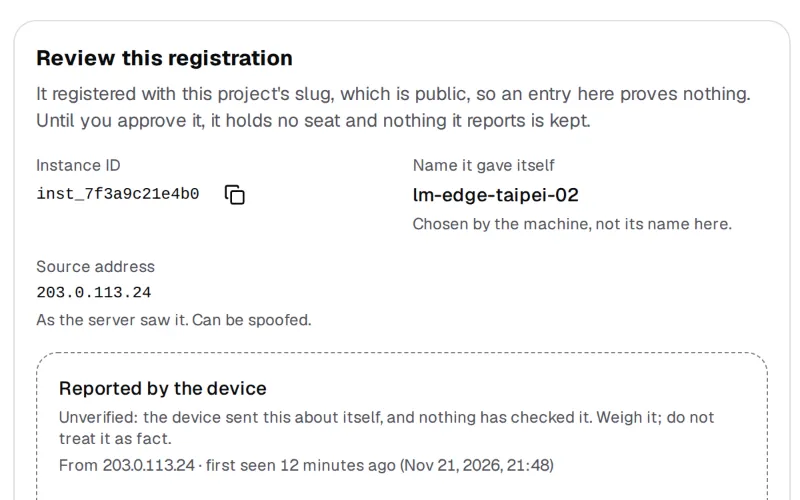 Review this registration
It registered with this project's slug, which is public, so an entry here proves nothing.
Until you approve it, it holds no seat and nothing it reports is kept.
Instance ID
inst_7f3a9c21e4b0
Name it gave itself
lm-edge-taipei-02
Chosen by the machine, not its name here.
Source address
203.0.113.24
As the server saw it. Can be spoofed.
Reported by the device
Unverified: the device sent this about itself, and nothing has checked it. Weigh it; do not
treat it as fact.
From 203.0.113.24 · first seen 12 minutes ago (Nov 21, 2026, 21:48)